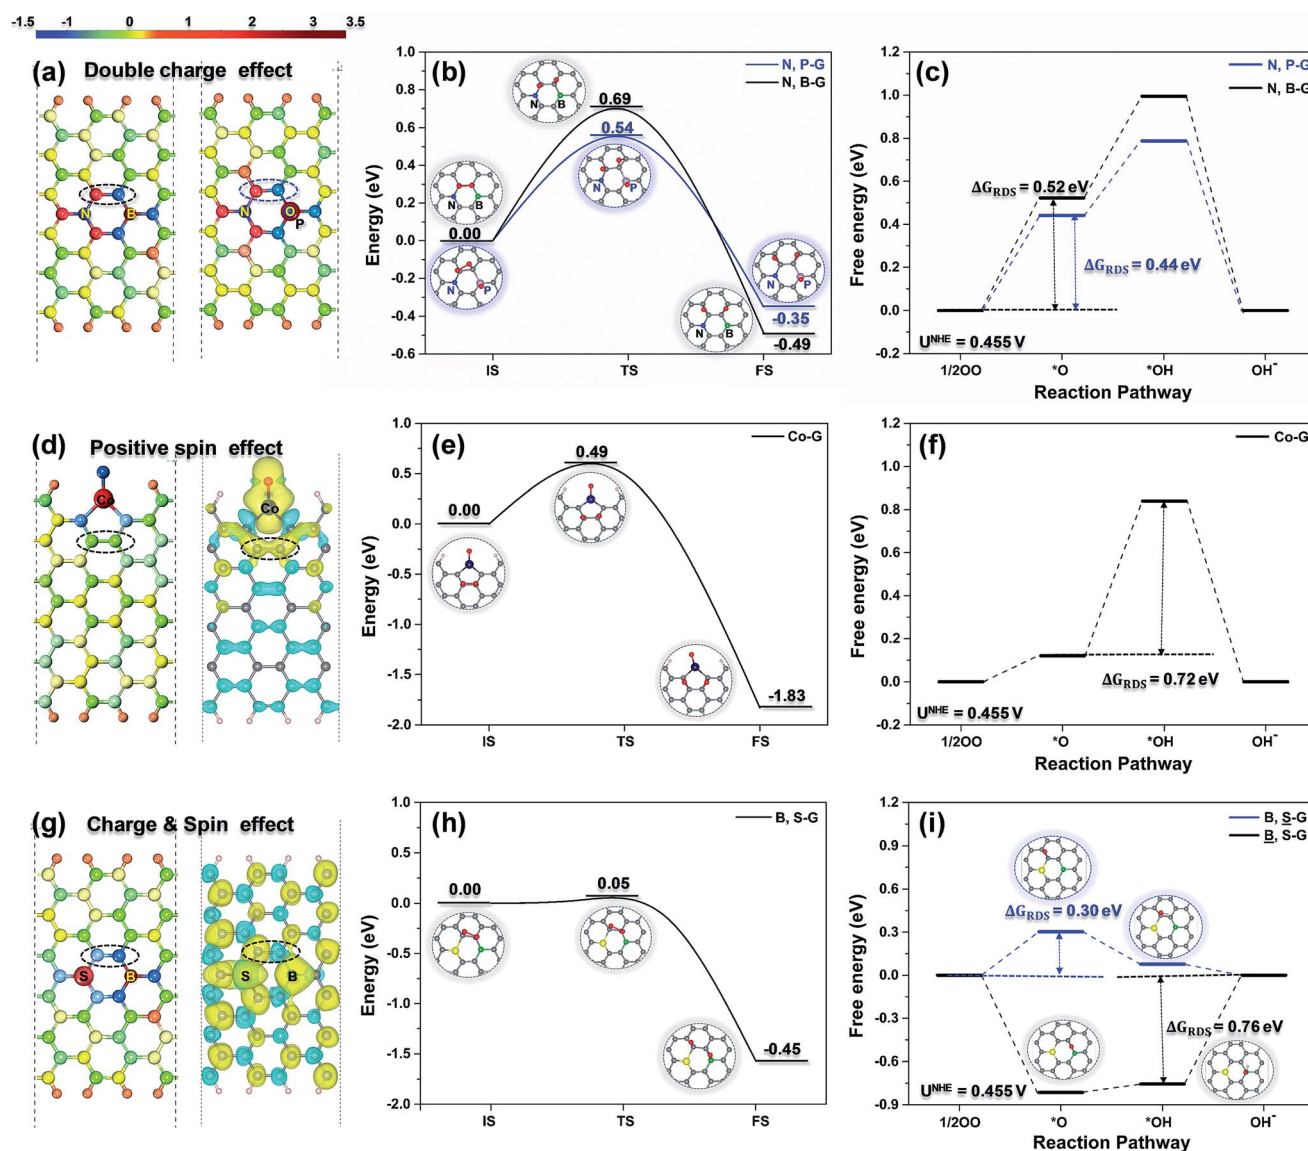 -1.5 -1 0 1 2 3 3.5
(a) Double charge effect
N B N O P
(b)
N, P-G
N, B-G
Energy (eV)
1.0
0.8
0.6
0.4
0.2
0.0
-0.2
-0.4
-0.6
0.69
0.54
0.00
-0.35
-0.49
N B
N P
N B
N P
N P
N B
IS TS FS
(c)
N, P-G
N, B-G
Free energy (eV)
1.2
1.0
0.8
0.6
0.4
0.2
0.0
-0.2
ΔG_RDS = 0.52 eV
ΔG_RDS = 0.44 eV
U^NHE = 0.455 V
1/2OO *O *OH OH⁻
Reaction Pathway
(d) Positive spin effect
Co Co
(e)
Co-G
Energy (eV)
1.0
0.5
0.0
-0.5
-1.0
-1.5
-2.0
0.49
0.00
-1.83
IS TS FS
(f)
Co-G
Free energy (eV)
1.2
1.0
0.8
0.6
0.4
0.2
0.0
-0.2
ΔG_RDS = 0.72 eV
U^NHE = 0.455 V
1/2OO *O *OH OH⁻
Reaction Pathway
(g) Charge & Spin effect
S B S B
(h)
B, S-G
Energy (eV)
1.0
0.5
0.0
-0.5
-1.0
-1.5
-2.0
0.00
0.05
-0.45
IS TS FS
(i)
B, S-G
B, S-G
Free energy (eV)
1.2
0.9
0.6
0.3
0.0
-0.3
-0.6
-0.9
ΔG_RDS = 0.30 eV
ΔG_RDS = 0.76 eV
U^NHE = 0.455 V
1/2OO *O *OH OH⁻
Reaction Pathway